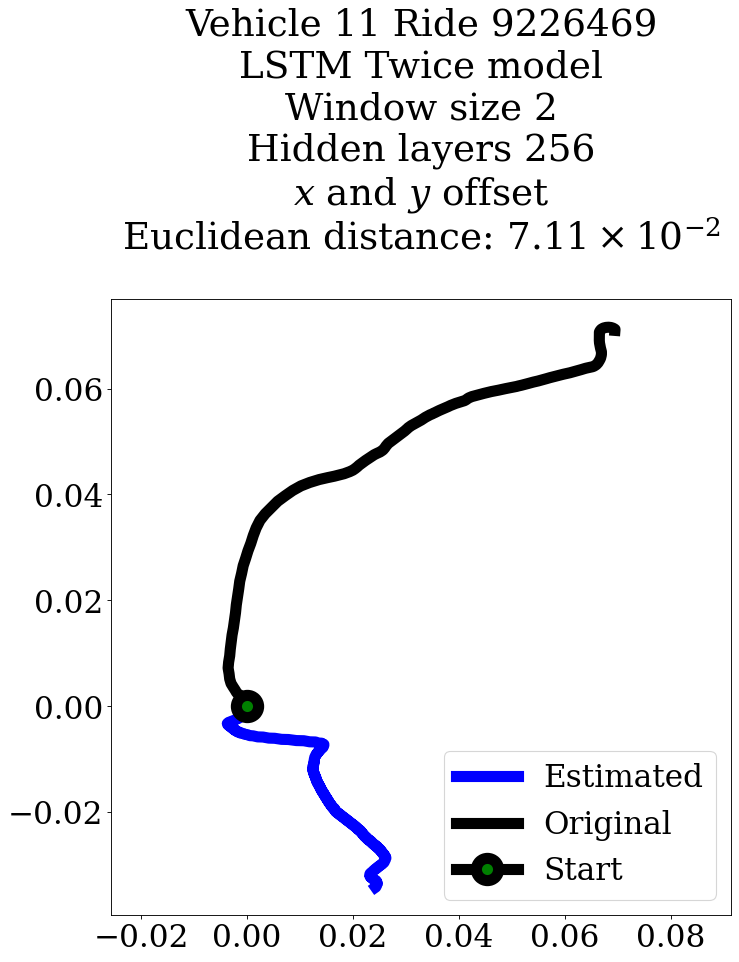 Vehicle 11 Ride 9226469
LSTM Twice model
Window size 2
Hidden layers 256
x and y offset
Euclidean distance: 7.11 × 10⁻²
0.06
0.04
0.02
0.00
−0.02
Estimated
Original
Start
−0.02 0.00 0.02 0.04 0.06 0.08